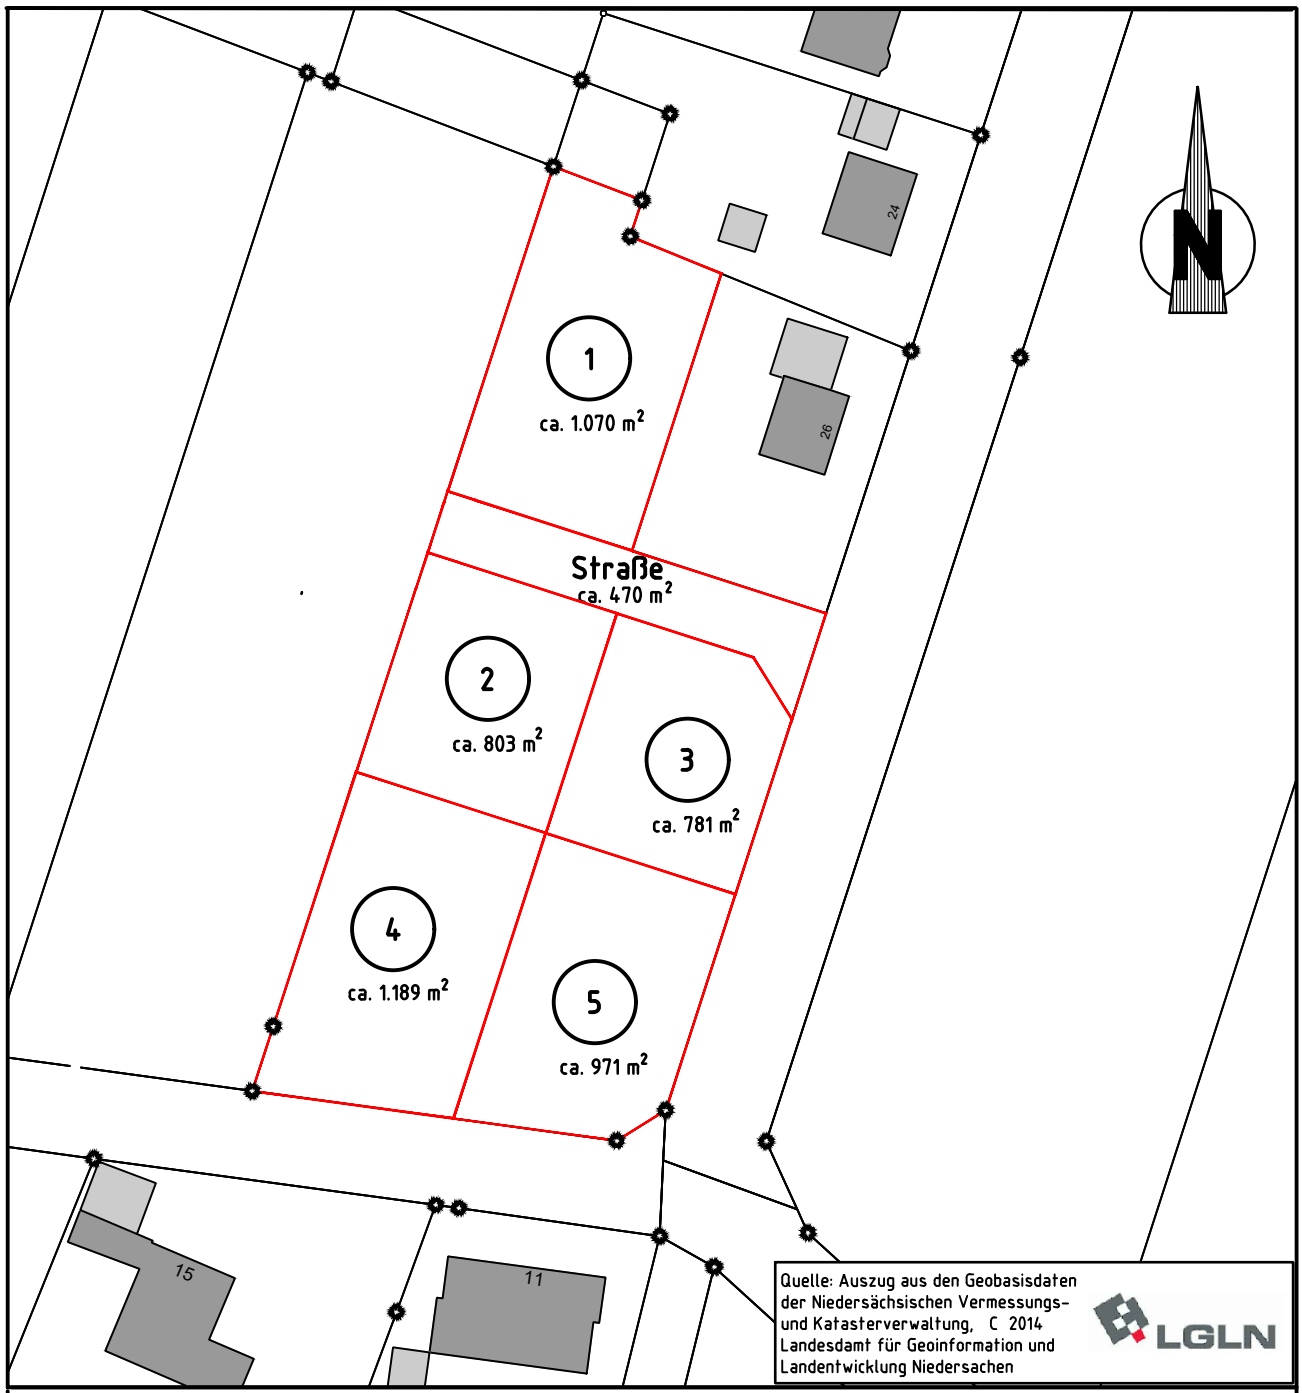 24
N
1
ca. 1.070 m²
26
Straße
ca. 470 m²
2
ca. 803 m²
3
ca. 781 m²
4
ca. 1.189 m²
5
ca. 971 m²
15
11
Quelle: Auszug aus den Geobasisdaten
der Niedersächsischen Vermessungs-
und Katasterverwaltung, C 2014
Landesdamt für Geoinformation und
Landentwicklung Niedersachen
LGLN